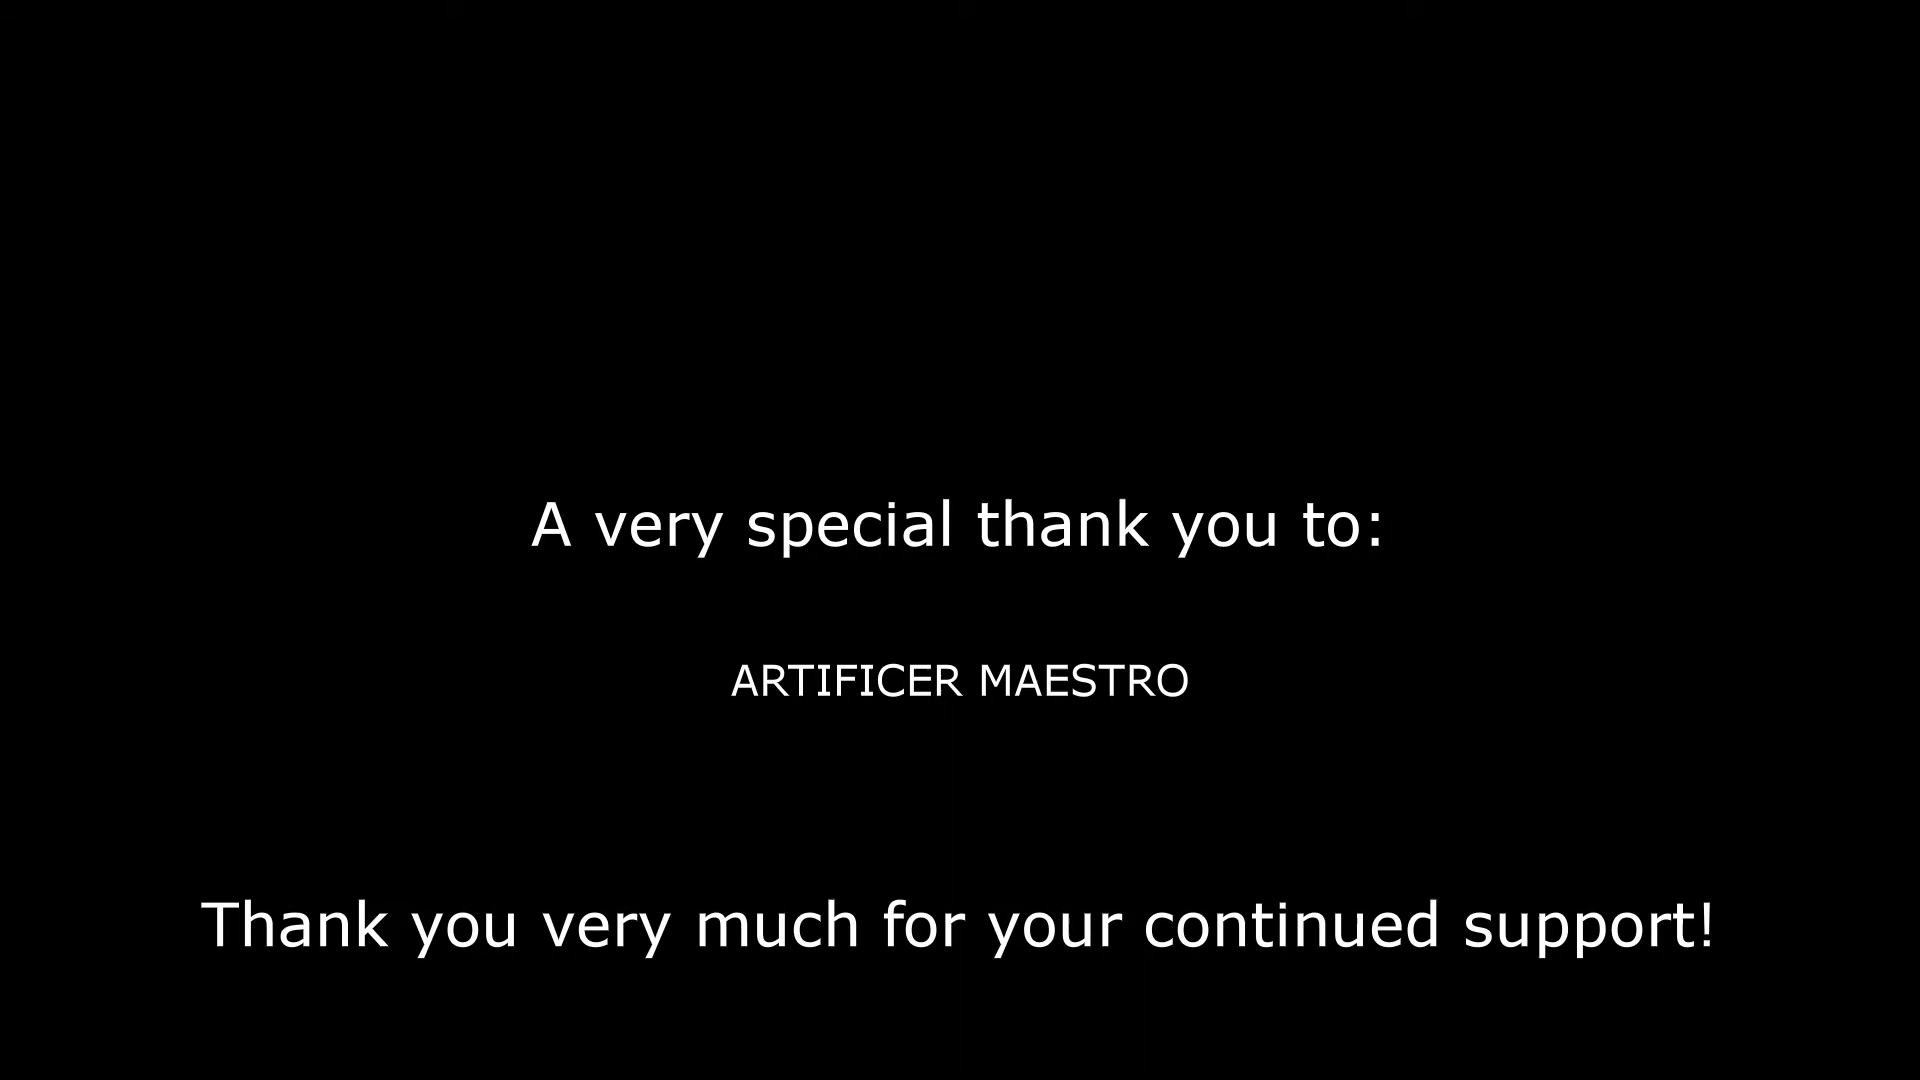 A very special thank you to:
ARTIFICER MAESTRO
Thank you very much for your continued support!